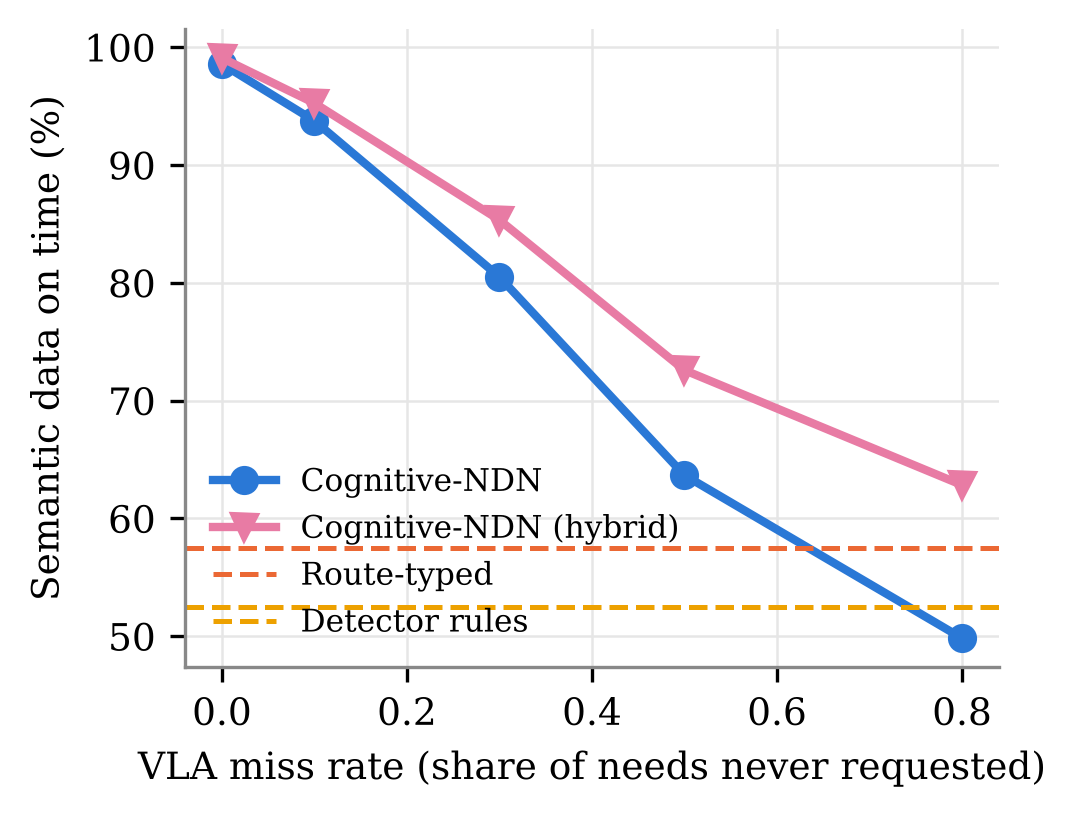 Semantic data on time (%)
100
90
80
70
60
50
Cognitive-NDN
Cognitive-NDN (hybrid)
Route-typed
Detector rules
0.0 0.2 0.4 0.6 0.8
VLA miss rate (share of needs never requested)